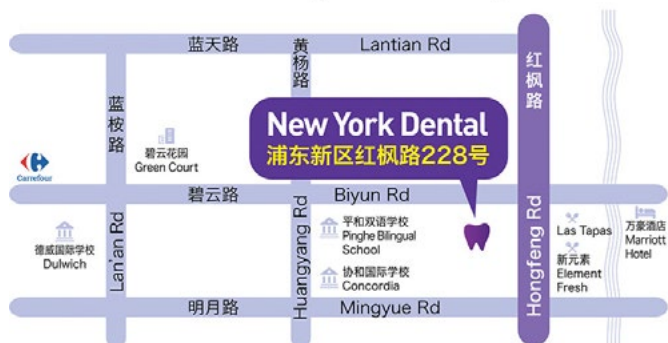 蓝天路
Lantian Rd
黄杨路
红枫路
蓝桉路
New York Dental
浦东新区红枫路228号
碧云花园
Green Court
Carrefour
碧云路
Biyun Rd
德威国际学校
Dulwich
Lan'an Rd
Huangyang Rd
平和双语学校
Pinghe Bilingual
School
协和国际学校
Concordia
Hongfeng Rd
Las Tapas
新元素
Element
Fresh
万豪酒店
Marriott
Hotel
明月路
Mingyue Rd